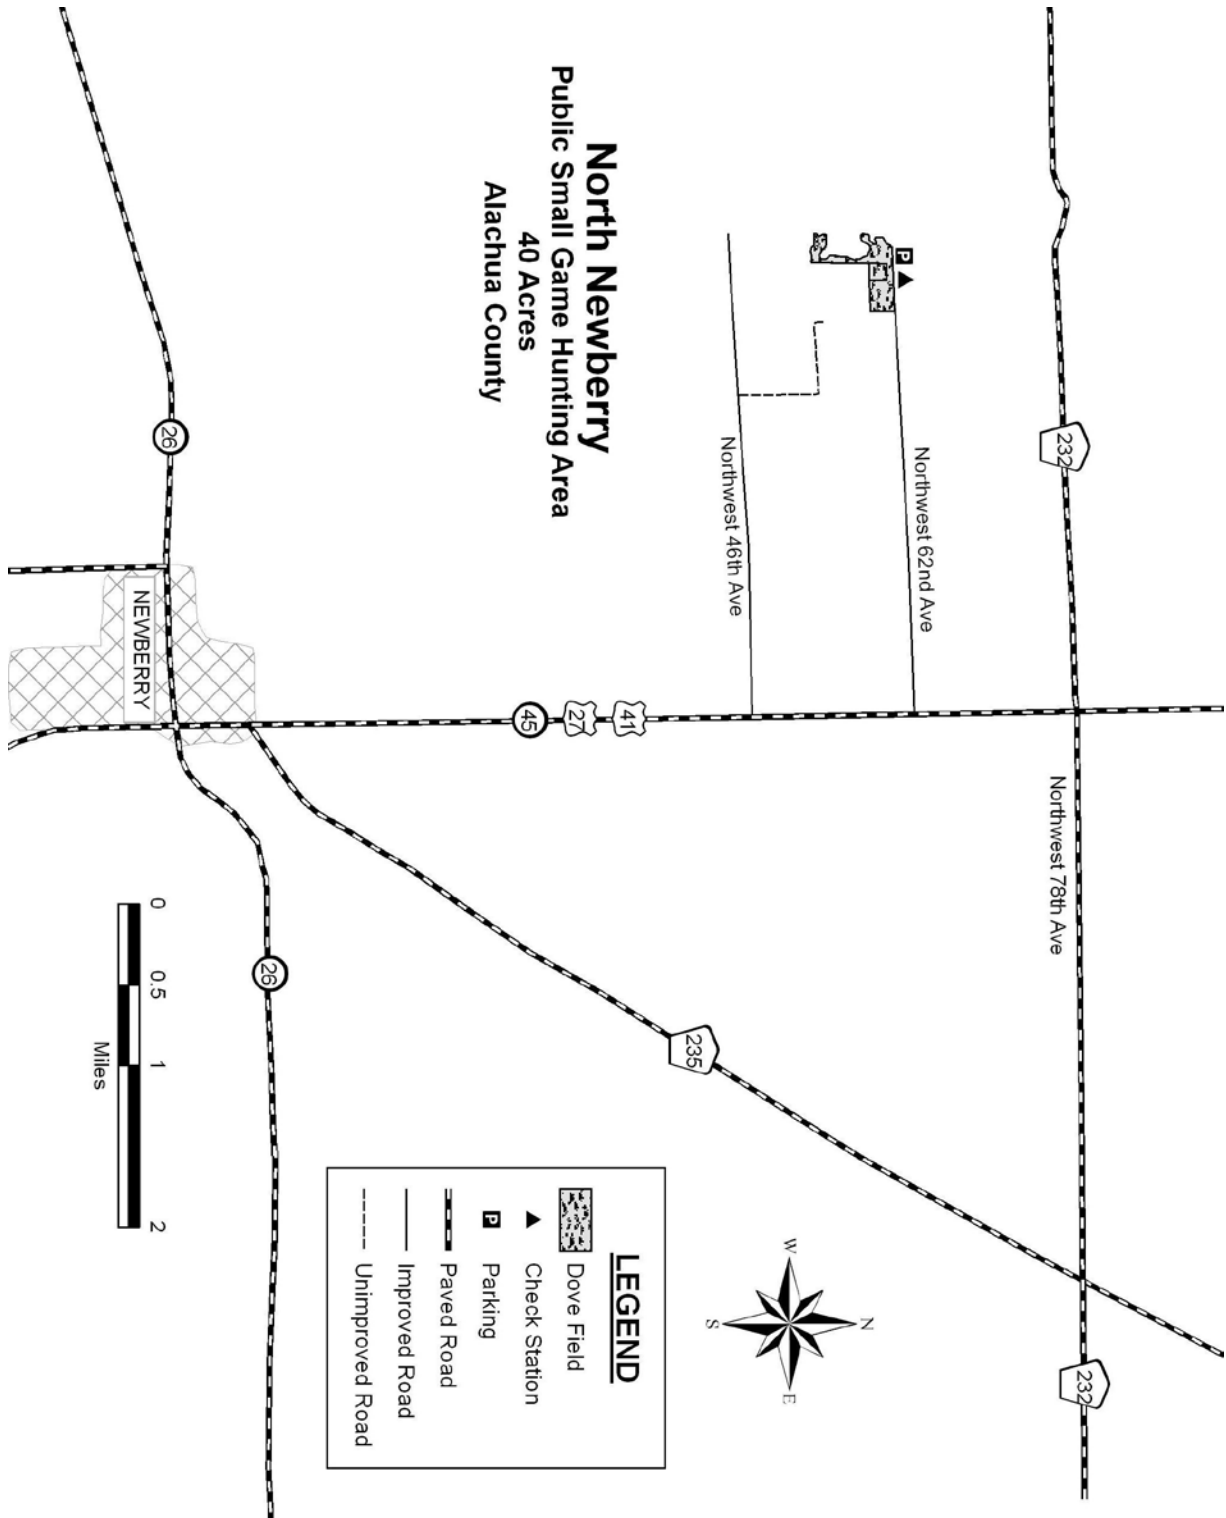 North Newberry
Public Small Game Hunting Area
40 Acres
Alachua County
232
Northwest 78th Ave
232
P
Northwest 62nd Ave
Northwest 46th Ave
41
27
45
235
26
NEWBERRY
26
W
N
S
E
LEGEND
Dove Field
Check Station
P Parking
Paved Road
Improved Road
Unimproved Road
0 0.5 1 2
Miles